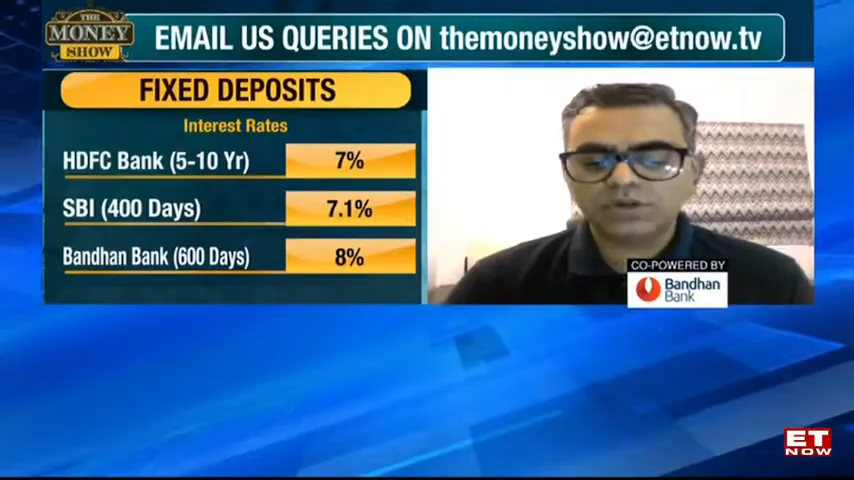 THE
MONEY
SHOW
EMAIL US QUERIES ON themoneyshow@etnow.tv
FIXED DEPOSITS
Interest Rates
HDFC Bank (5-10 Yr) 7%
SBI (400 Days) 7.1%
Bandhan Bank (600 Days) 8%
CO-POWERED BY
Bandhan
Bank
ET
NOW